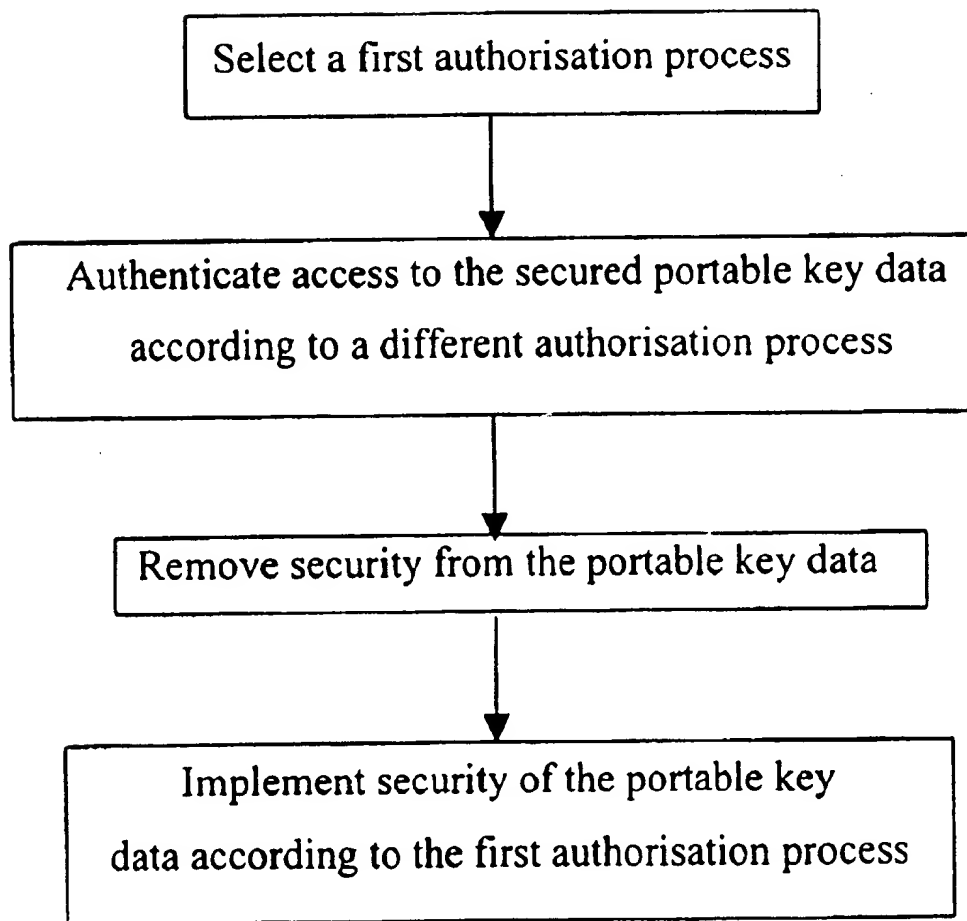 Select a first authorisation process
Authenticate access to the secured portable key data
according to a different authorisation process
Remove security from the portable key data
Implement security of the portable key
data according to the first authorisation process